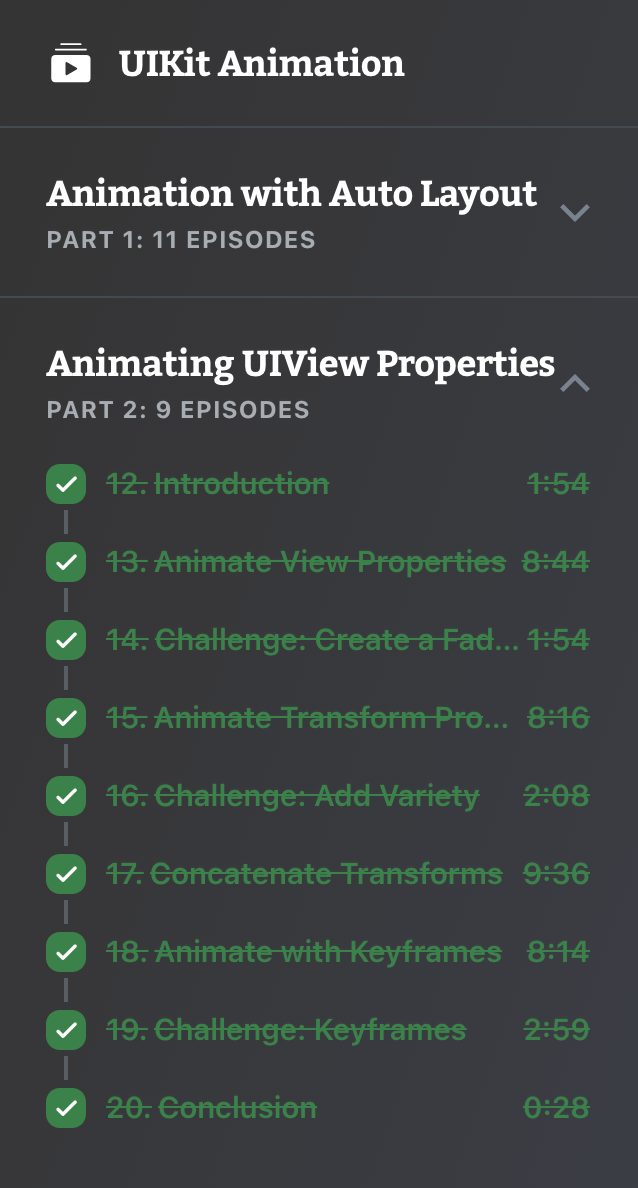 UIKit Animation
Animation with Auto Layout
PART 1: 11 EPISODES
Animating UIView Properties
PART 2: 9 EPISODES
12. Introduction 1:54
13. Animate View Properties 8:44
14. Challenge: Create a Fad... 1:54
15. Animate Transform Pro... 8:16
16. Challenge: Add Variety 2:08
17. Concatenate Transforms 9:36
18. Animate with Keyframes 8:14
19. Challenge: Keyframes 2:59
20. Conclusion 0:28